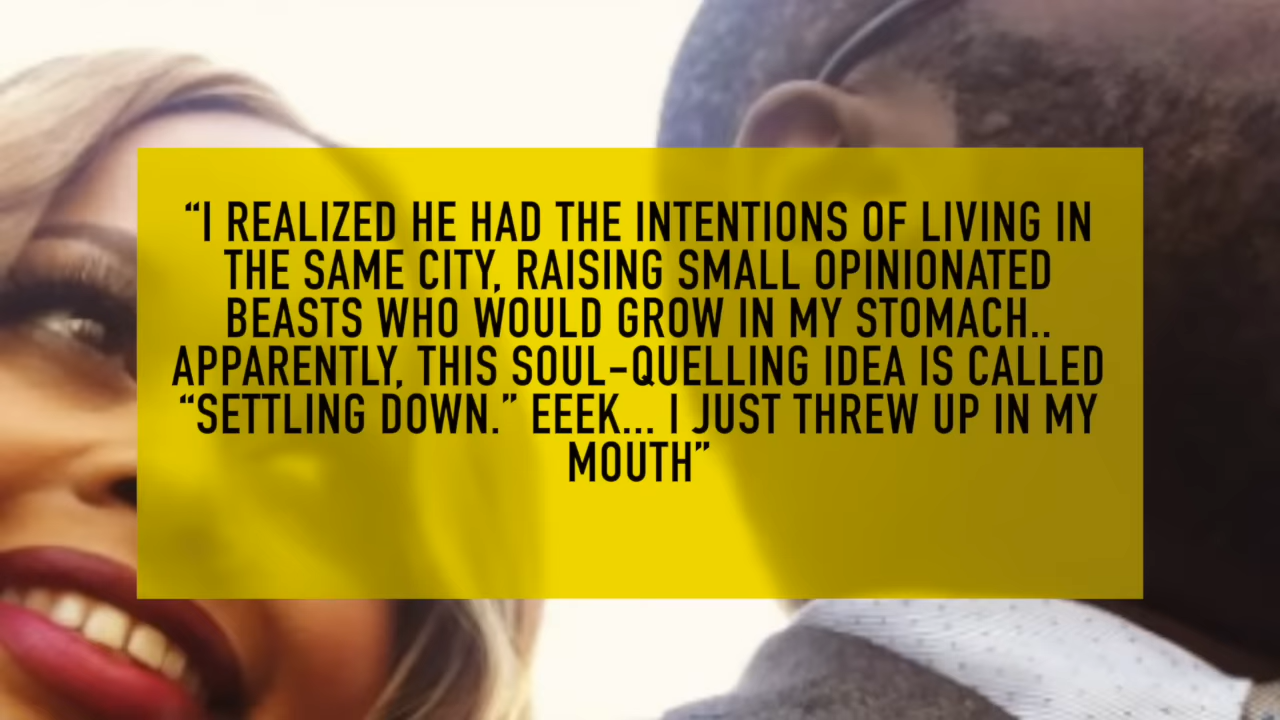 “I REALIZED HE HAD THE INTENTIONS OF LIVING IN
THE SAME CITY, RAISING SMALL OPINIONATED
BEASTS WHO WOULD GROW IN MY STOMACH..
APPARENTLY, THIS SOUL-QUELLING IDEA IS CALLED
“SETTLING DOWN.” EEEK... I JUST THREW UP IN MY
MOUTH”